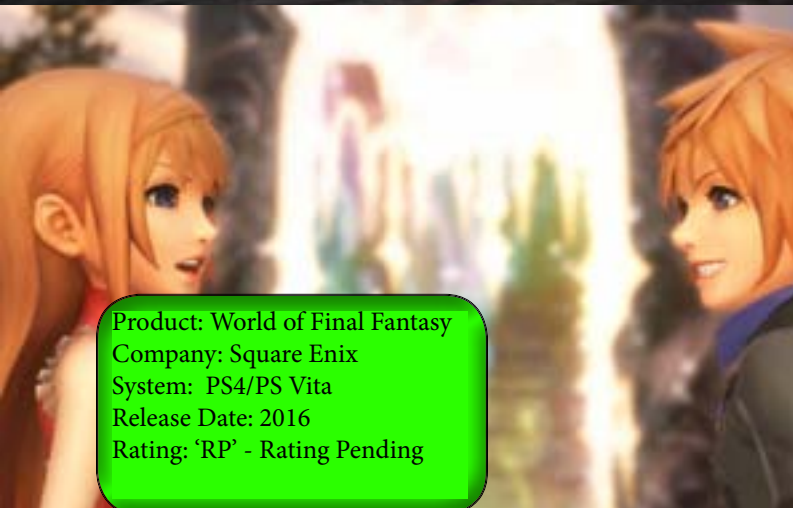 Product: World of Final Fantasy
Company: Square Enix
System:  PS4/PS Vita
Release Date: 2016
Rating: ‘RP’ - Rating Pending